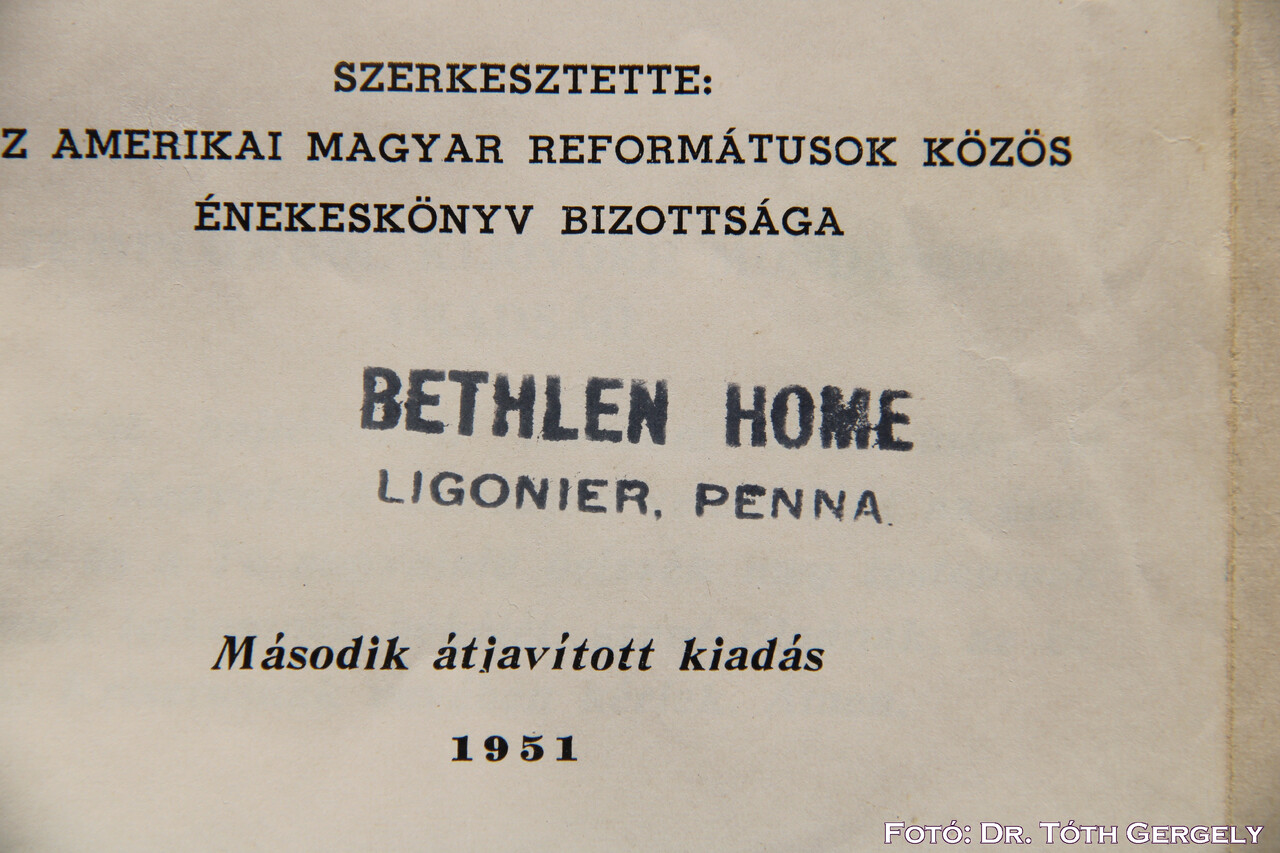 SZERKESZTETTE:
Z AMERIKAI MAGYAR REFORMÁTUSOK KÖZÖS
ÉNEKESKÖNYV BIZOTTSÁGA
BETHLEN HOME
LIGONIER, PENNA.
Második átjavított kiadás
1951
Fotó: Dr. Tóth Gergely